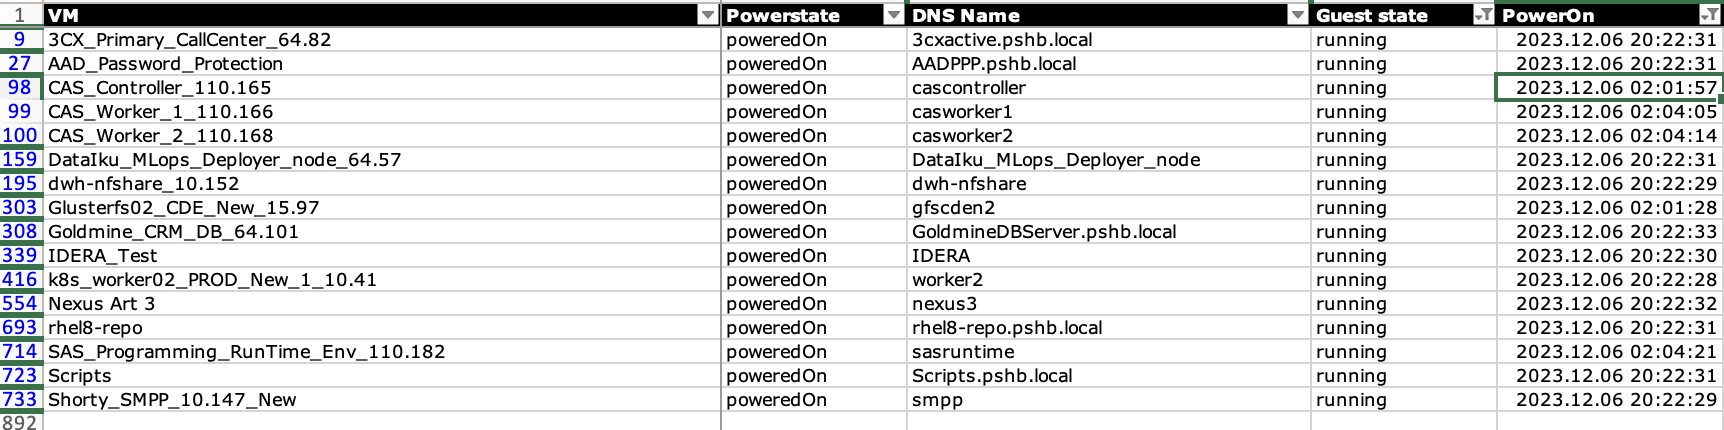 1 VM Powerstate DNS Name Guest state PowerOn
9 3CX_Primary_CallCenter_64.82 poweredOn 3cxactive.pshb.local running 2023.12.06 20:22:31
27 AAD_Password_Protection poweredOn AADPPP.pshb.local running 2023.12.06 20:22:31
98 CAS_Controller_110.165 poweredOn cascontroller running 2023.12.06 02:01:57
99 CAS_Worker_1_110.166 poweredOn casworker1 running 2023.12.06 02:04:05
100 CAS_Worker_2_110.168 poweredOn casworker2 running 2023.12.06 02:04:14
159 DataIku_MLops_Deployer_node_64.57 poweredOn DataIku_MLops_Deployer_node running 2023.12.06 20:22:31
195 dwh-nfshare_10.152 poweredOn dwh-nfshare running 2023.12.06 20:22:29
303 Glusterfs02_CDE_New_15.97 poweredOn gfscden2 running 2023.12.06 02:01:28
308 Goldmine_CRM_DB_64.101 poweredOn GoldmineDBServer.pshb.local running 2023.12.06 20:22:33
339 IDERA_Test poweredOn IDERA running 2023.12.06 20:22:30
416 k8s_worker02_PROD_New_1_10.41 poweredOn worker2 running 2023.12.06 20:22:28
554 Nexus Art 3 poweredOn nexus3 running 2023.12.06 20:22:32
693 rhel8-repo poweredOn rhel8-repo.pshb.local running 2023.12.06 20:22:31
714 SAS_Programming_RunTime_Env_110.182 poweredOn sasruntime running 2023.12.06 02:04:21
723 Scripts poweredOn Scripts.pshb.local running 2023.12.06 20:22:31
733 Shorty_SMPP_10.147_New poweredOn smpp running 2023.12.06 20:22:29
892